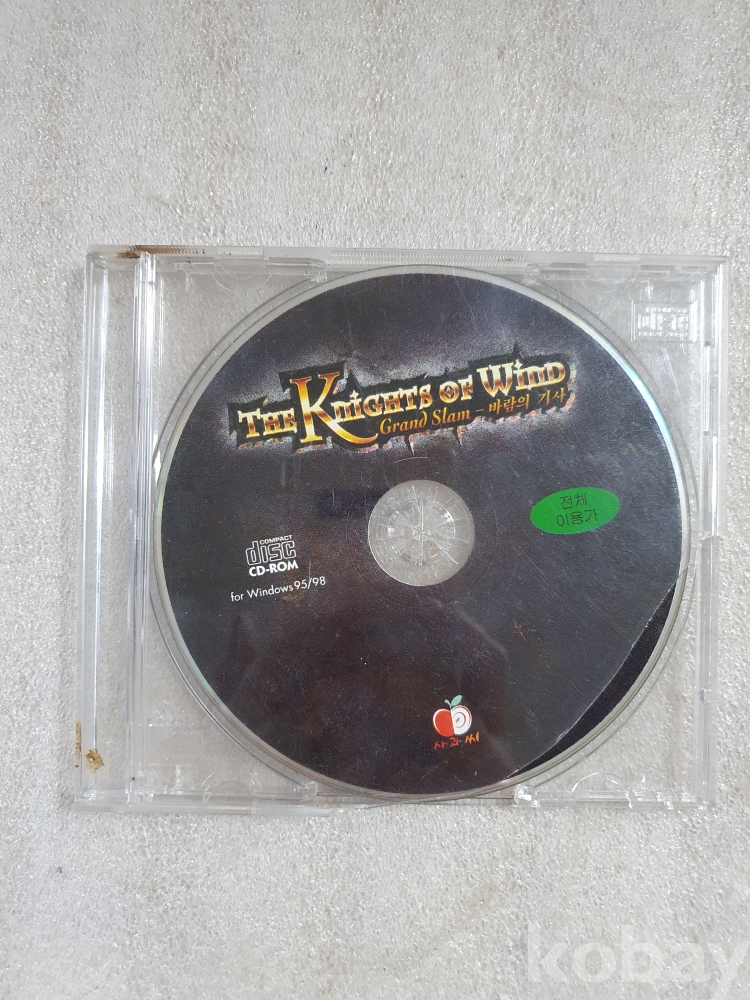 THE KNIGHTS OF WIND
Grand Slam - 바람의 기사
전체
이용가
COMPACT
disc
CD-ROM
for Windows95/98
사과씨
kobay